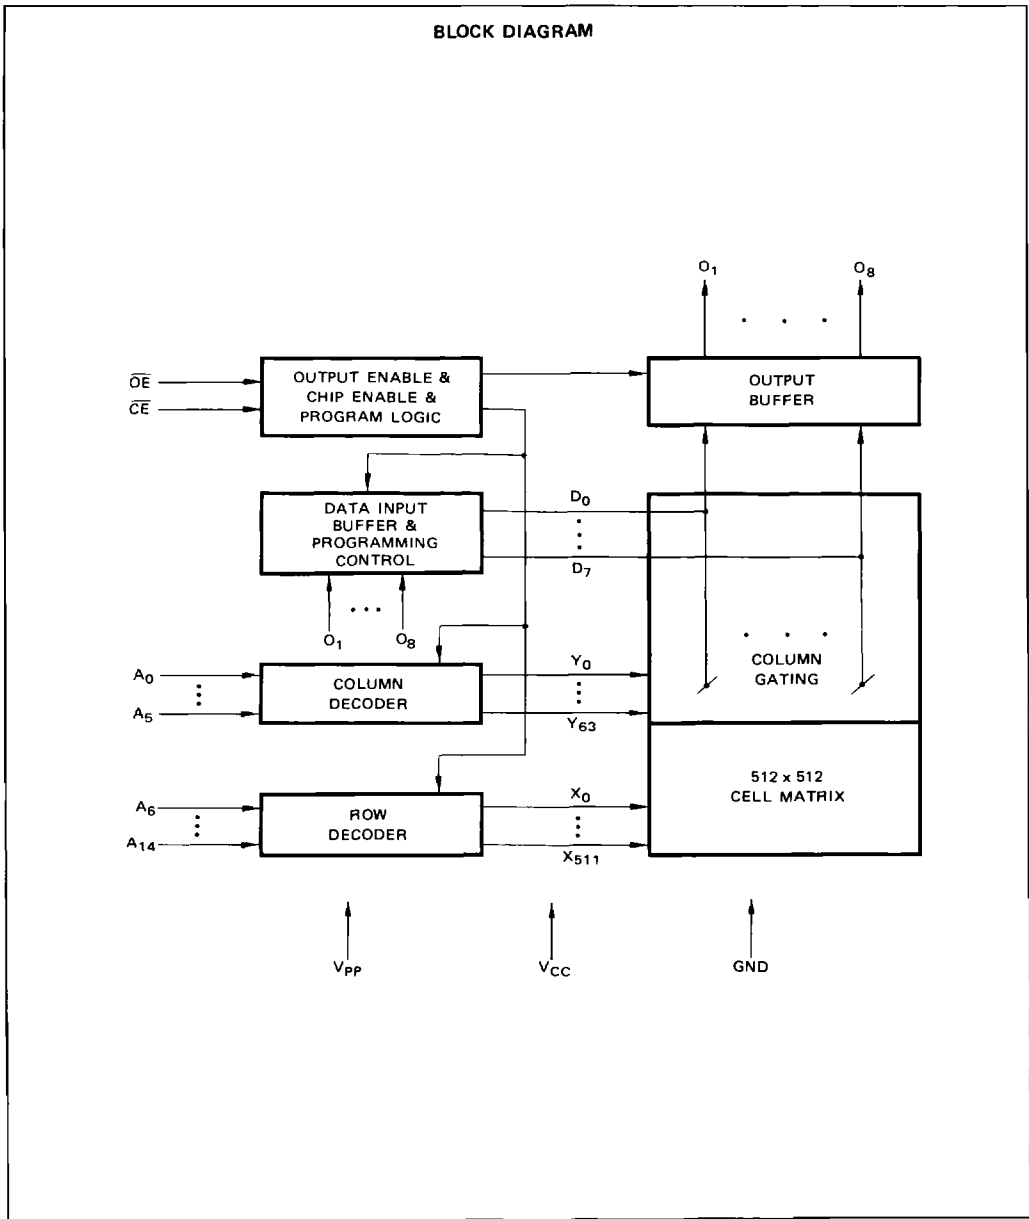 BLOCK DIAGRAM
O1 . . . O8
OE
CE
OUTPUT ENABLE &
CHIP ENABLE &
PROGRAM LOGIC
OUTPUT
BUFFER
DATA INPUT
BUFFER &
PROGRAMMING
CONTROL
D0
D7
O1 ... O8
A0
A5
COLUMN
DECODER
Y0
Y63
. . .
COLUMN
GATING
A6
A14
ROW
DECODER
X0
X511
512 x 512
CELL MATRIX
VPP
VCC
GND